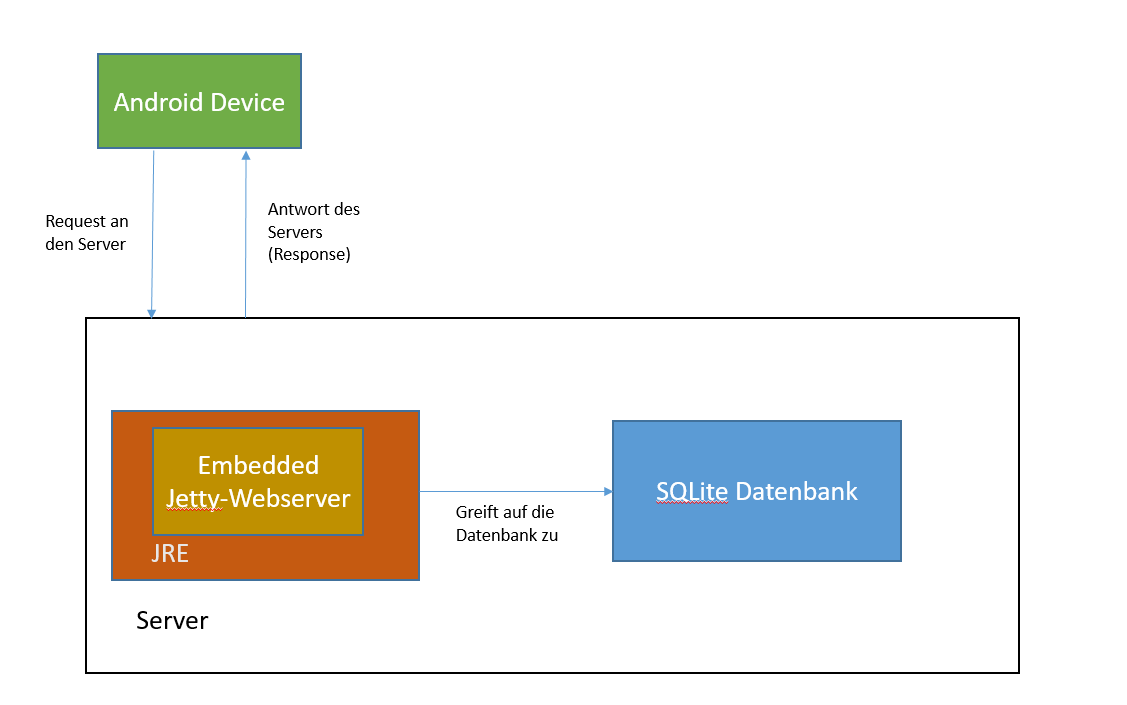 Android Device
Request an
den Server
Antwort des
Servers
(Response)
Embedded
Jetty-Webserver
JRE
Greift auf die
Datenbank zu
SQLite Datenbank
Server